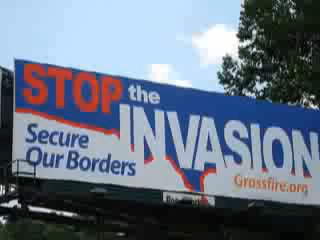 STOP the
INVASION
Secure
Our Borders
Grassfire.org